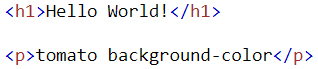 <h1>Hello World!</h1>
<p>tomato background-color</p>